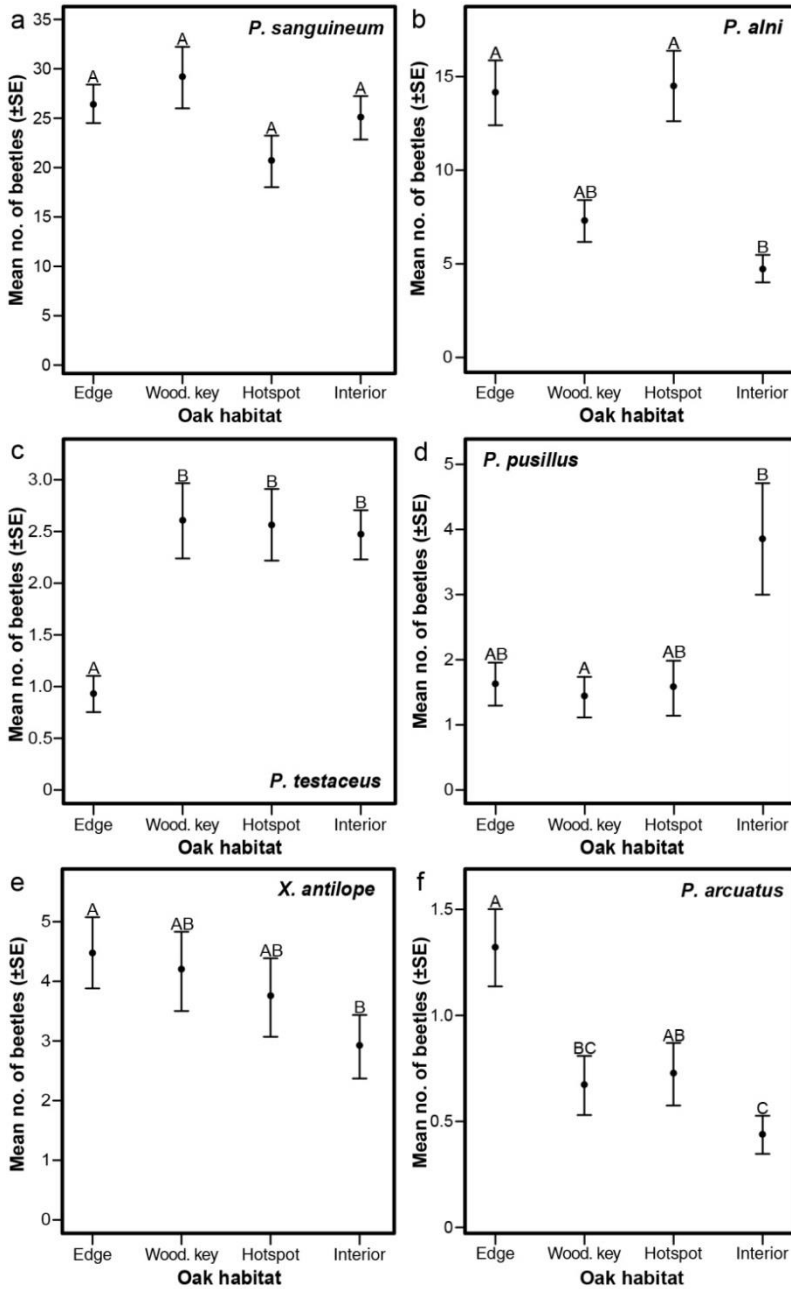 a
P. sanguineum
Mean no. of beetles (±SE)
35
30
25
20
15
10
5
0
A
A
A
A
Edge Wood. key Hotspot Interior
Oak habitat
b
P. alni
Mean no. of beetles (±SE)
15
10
5
0
A
AB
A
B
Edge Wood. key Hotspot Interior
Oak habitat
c
Mean no. of beetles (±SE)
3.0
2.5
2.0
1.5
1.0
0.5
0
A
B
B
B
P. testaceus
Edge Wood. key Hotspot Interior
Oak habitat
d
P. pusillus
Mean no. of beetles (±SE)
5
4
3
2
1
0
AB
A
AB
B
Edge Wood. key Hotspot Interior
Oak habitat
e
X. antilope
Mean no. of beetles (±SE)
5
4
3
2
1
0
A
AB
AB
B
Edge Wood. key Hotspot Interior
Oak habitat
f
P. arcuatus
Mean no. of beetles (±SE)
1.5
1.0
0.5
0
A
BC
AB
C
Edge Wood. key Hotspot Interior
Oak habitat